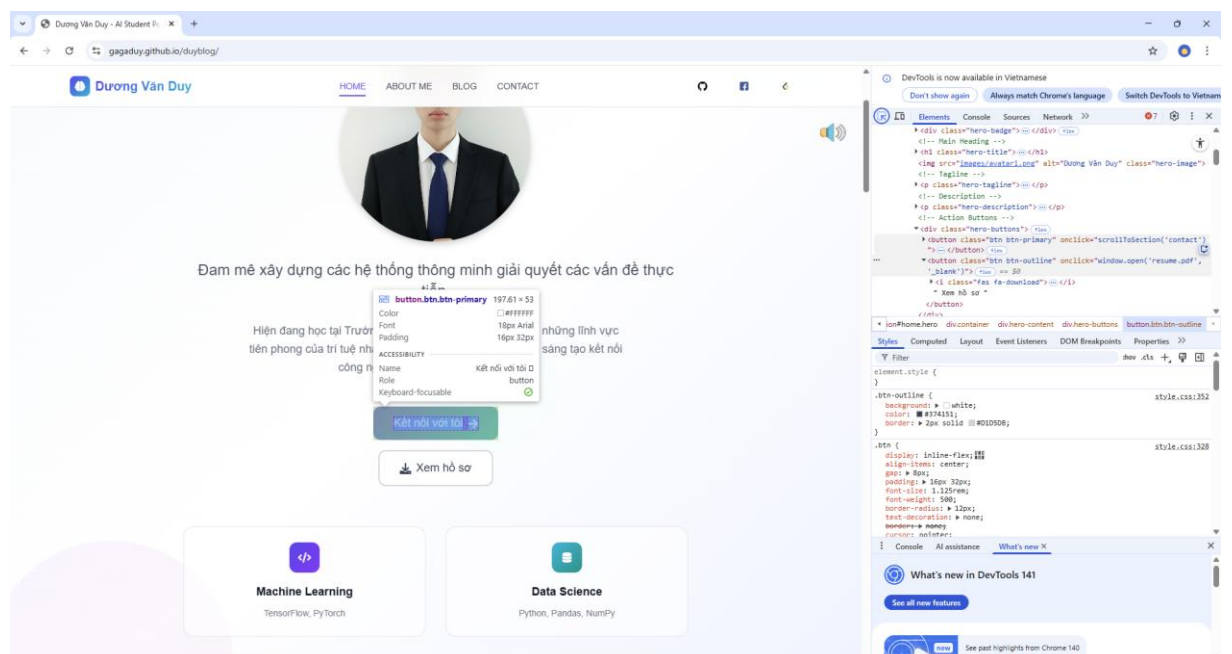 Dương Văn Duy - AI Student Po
gagaduy.github.io/duyblog/
Dương Văn Duy
HOME ABOUT ME BLOG CONTACT
Đam mê xây dựng các hệ thống thông minh giải quyết các vấn đề thực
Hiện đang học tại Trườn
những lĩnh vực
tiên phong của trí tuệ nhâ
sáng tạo kết nối
công n
button.btn.btn-primary 197.61 × 53
Color #FFFFFF
Font 18px Arial
Padding 16px 32px
ACCESSIBILITY
Name Kết nối với tôi
Role button
Keyboard-focusable
Kết nối với tôi →
Xem hồ sơ
</>
Machine Learning
TensorFlow, PyTorch
Data Science
Python, Pandas, NumPy
DevTools is now available in Vietnamese
Don't show again Always match Chrome's language Switch DevTools to Vietnam
Elements Console Sources Network >> 7
<div class="hero-badge"> </div> flex
<!-- Main Heading -->
<h1 class="hero-title"> </h1>
<img src="images/avatar1.png" alt="Dương Văn Duy" class="hero-image">
<!-- Tagline -->
<p class="hero-tagline"> </p>
<!-- Description -->
<p class="hero-description"> </p>
<!-- Action Buttons -->
<div class="hero-buttons"> flex
<button class="btn btn-primary" onclick="scrollToSection('contact')
"> </button> flex
<button class="btn btn-outline" onclick="window.open('resume.pdf',
'_blank')"> flex == $0
<i class="fas fa-download"> </i>
" Xem hồ sơ "
</button>
</div>
ion#home.hero div.container div.hero-content div.hero-buttons button.btn.btn-outline
Styles Computed Layout Event Listeners DOM Breakpoints Properties >>
Filter :hov .cls +
element.style {
}
.btn-outline { style.css:352
background: white;
color: #374151;
border: 2px solid #D1D5DB;
}
.btn { style.css:328
display: inline-flex;
align-items: center;
gap: 8px;
padding: 16px 32px;
font-size: 1.125rem;
font-weight: 500;
border-radius: 12px;
text-decoration: none;
border: none;
cursor: pointer;
Console AI assistance What's new ×
What's new in DevTools 141
See all new features
new
See past highlights from Chrome 140